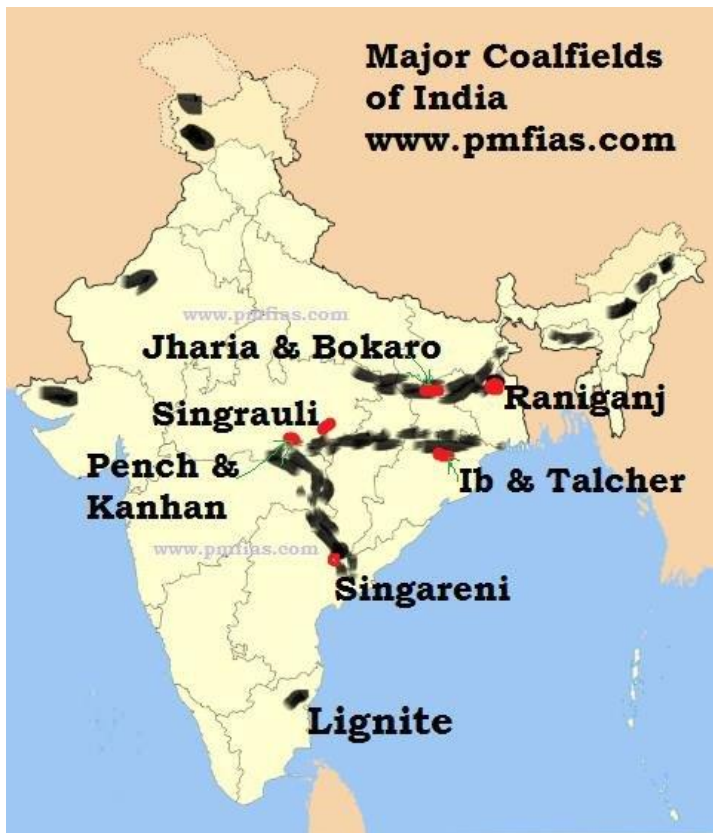 Major Coalfields
of India
www.pmfias.com
www.pmfias.com
Jharia & Bokaro
Raniganj
Singrauli
Pench &
Kanhan
Ib & Talcher
www.pmfias.com
Singareni
Lignite